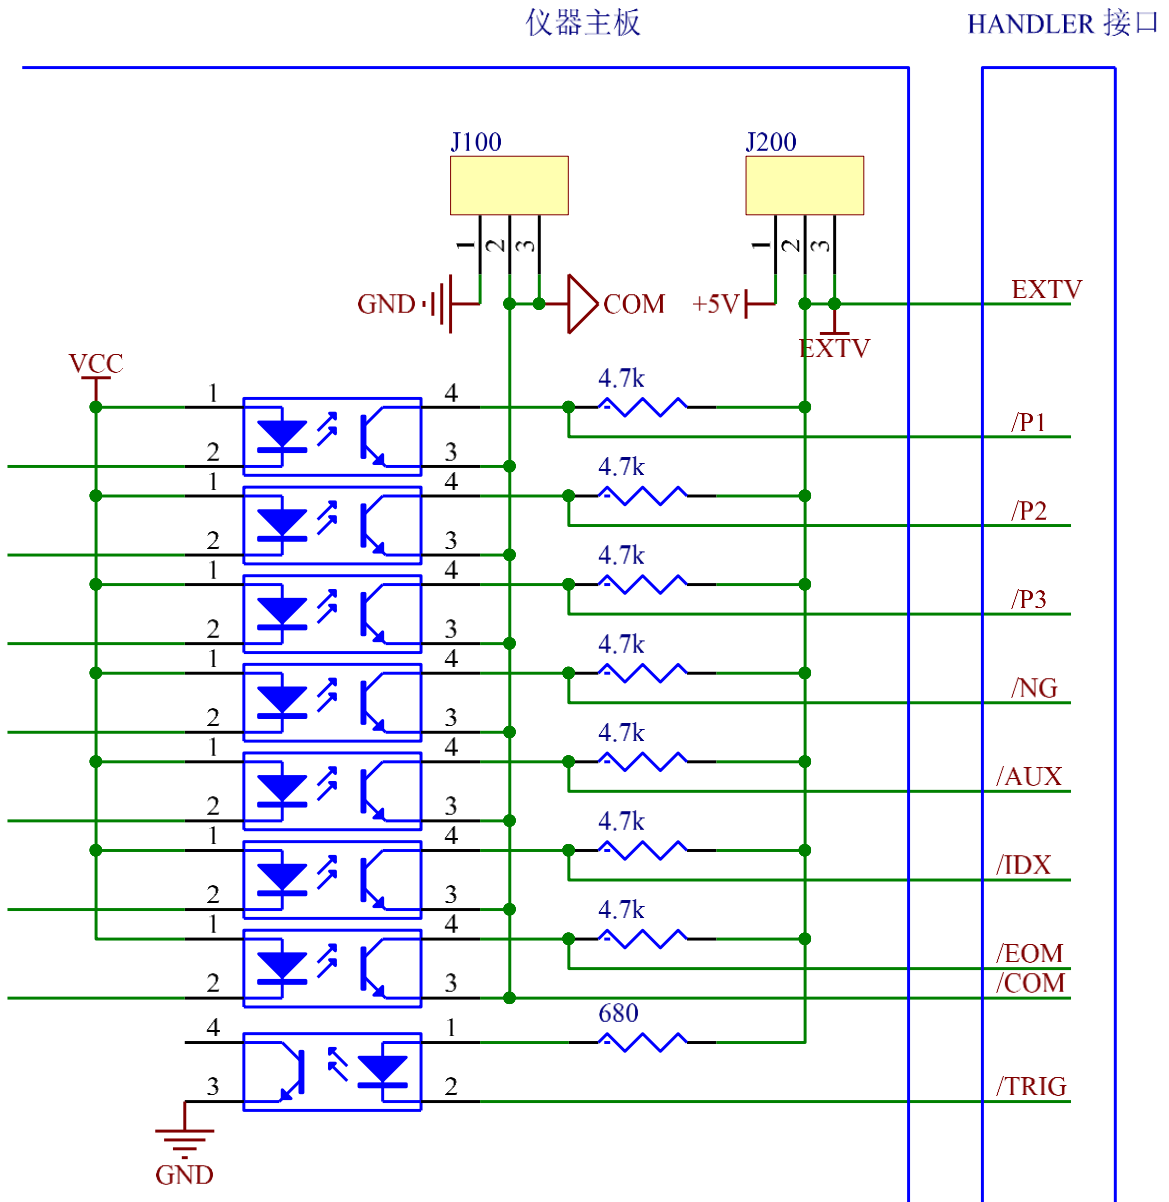 仪器主板
HANDLER 接口
J100
J200
1 2 3
1 2 3
GND
COM
+5V
EXTV
EXTV
VCC
1 4 4.7k
/P1
2 3
1 4 4.7k
/P2
2 3
1 4 4.7k
/P3
2 3
1 4 4.7k
/NG
2 3
1 4 4.7k
/AUX
2 3
1 4 4.7k
/IDX
2 3
1 4 4.7k
/EOM
2 3 /COM
4 1 680
3 2 /TRIG
GND